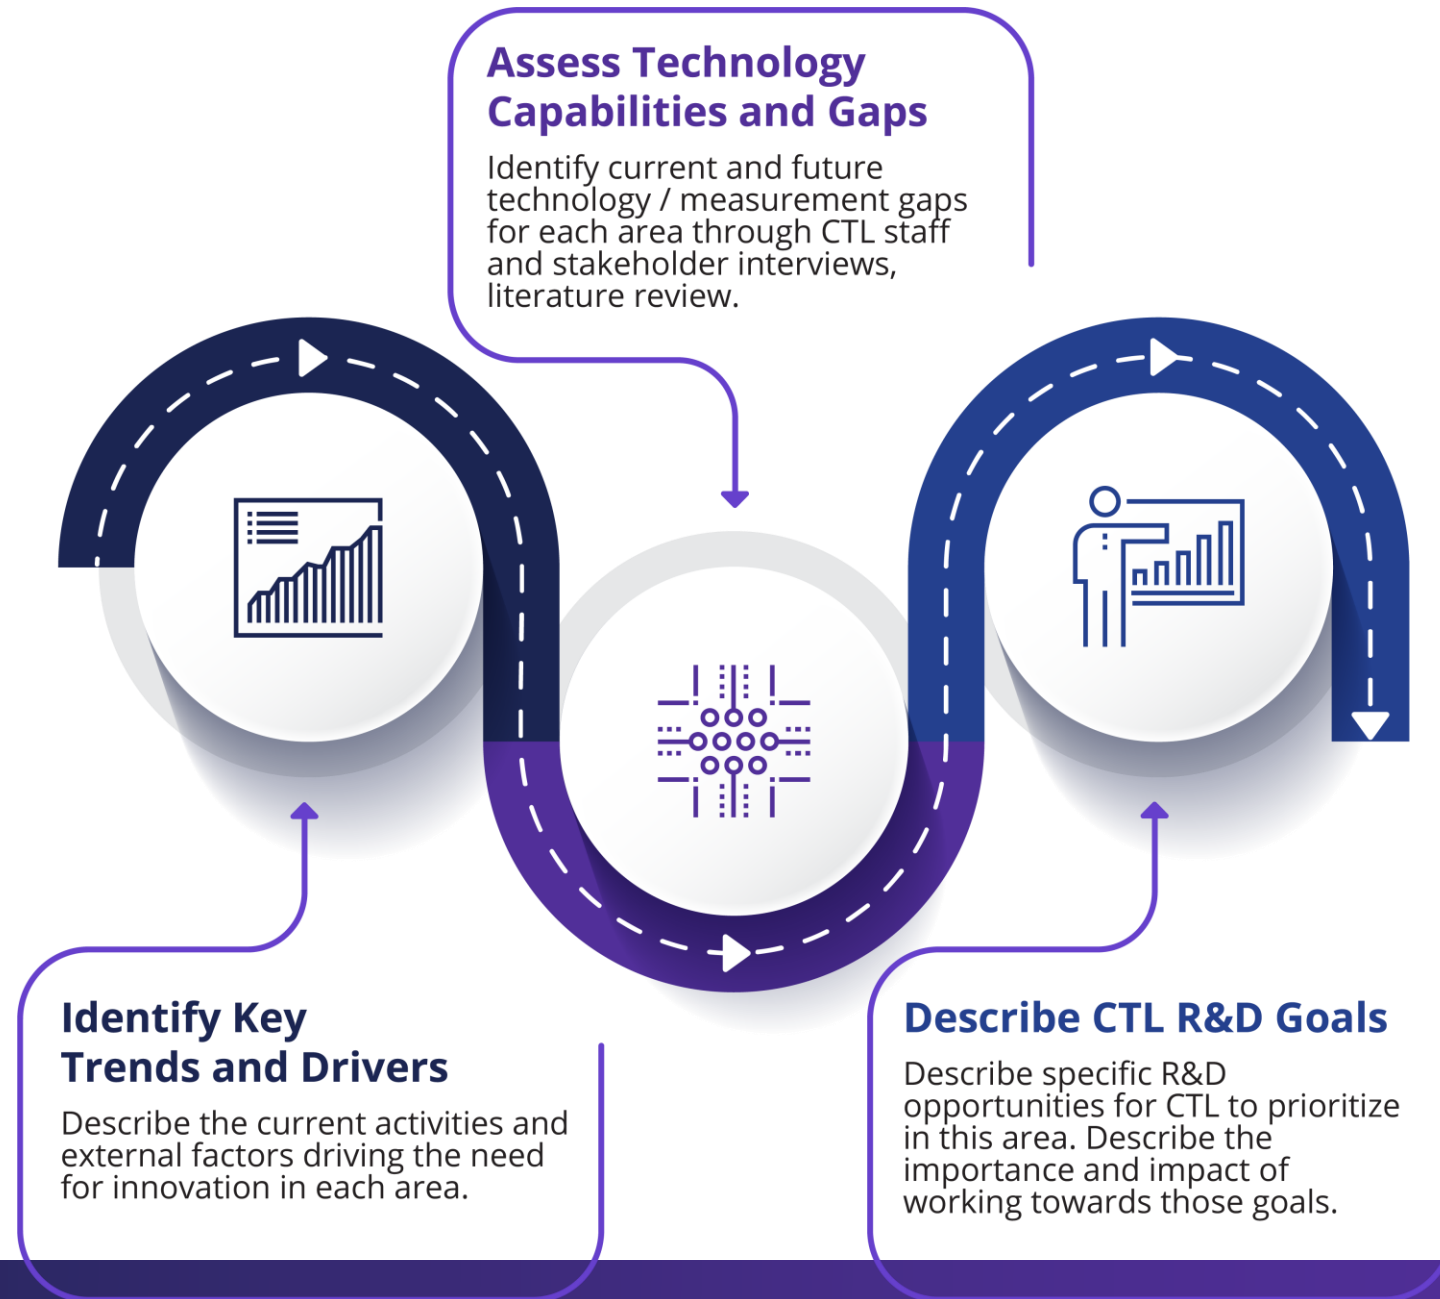 Assess Technology
Capabilities and Gaps
Identify current and future
technology / measurement gaps
for each area through CTL staff
and stakeholder interviews,
literature review.
Identify Key
Trends and Drivers
Describe the current activities and
external factors driving the need
for innovation in each area.
Describe CTL R&D Goals
Describe specific R&D
opportunities for CTL to prioritize
in this area. Describe the
importance and impact of
working towards those goals.